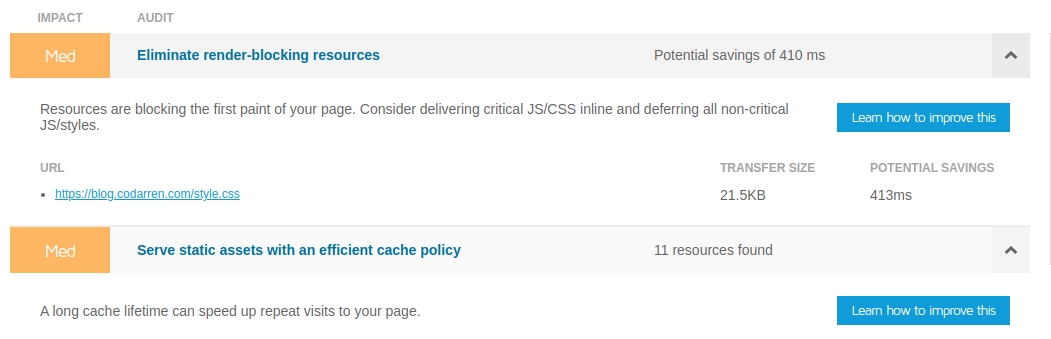 IMPACT AUDIT
Med Eliminate render-blocking resources Potential savings of 410 ms
Resources are blocking the first paint of your page. Consider delivering critical JS/CSS inline and deferring all non-critical
JS/styles.
Learn how to improve this
URL TRANSFER SIZE POTENTIAL SAVINGS
• https://blog.codarren.com/style.css 21.5KB 413ms
Med Serve static assets with an efficient cache policy 11 resources found
A long cache lifetime can speed up repeat visits to your page. Learn how to improve this